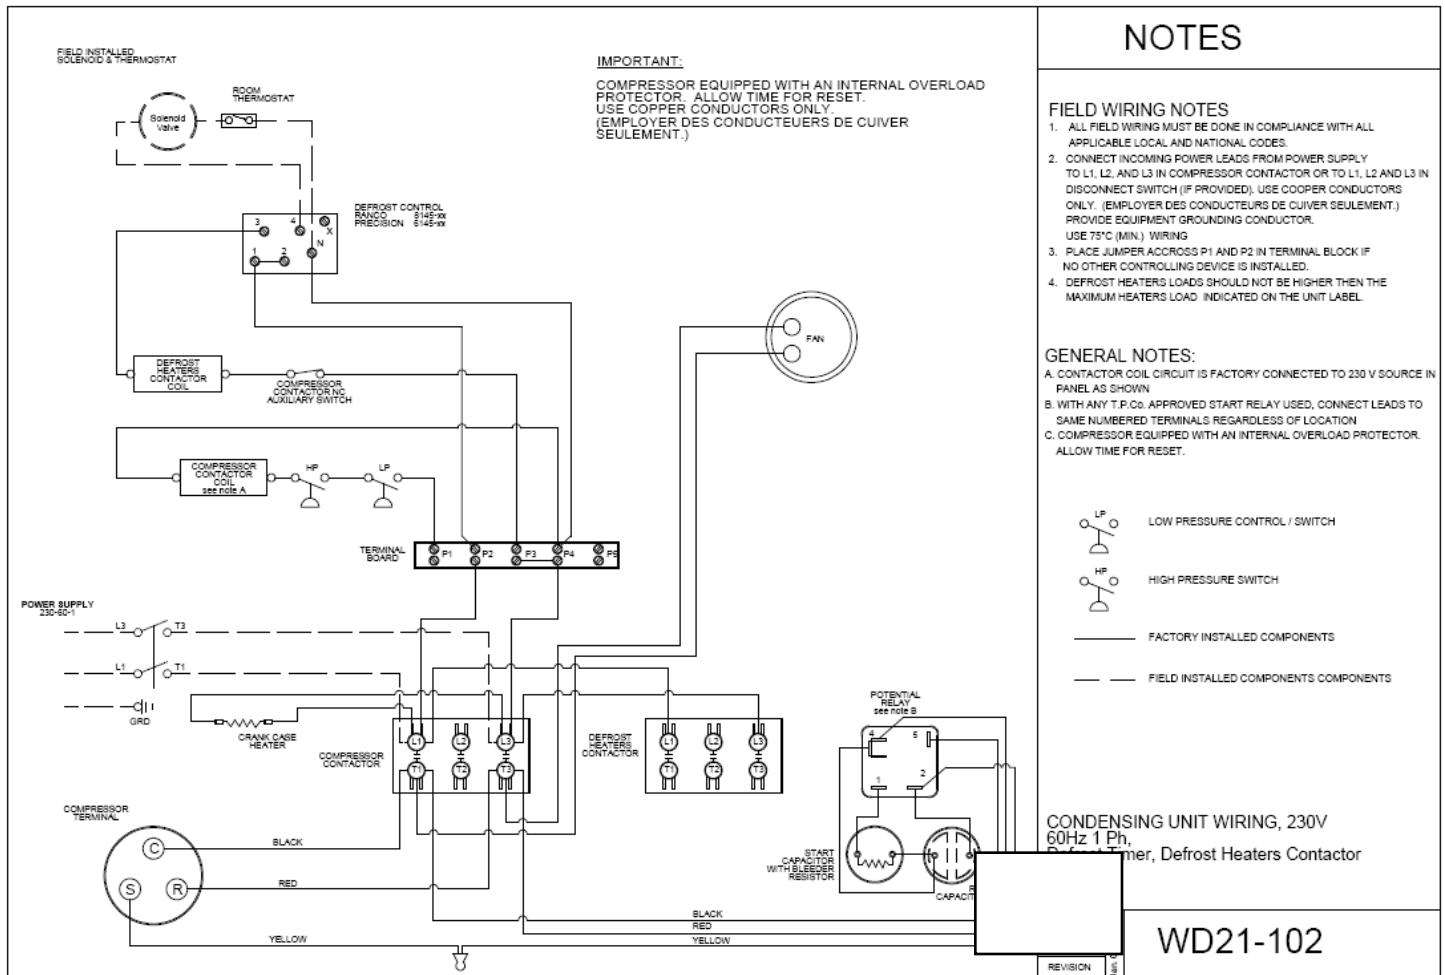 FIELD INSTALLED
SOLENOID & THERMOSTAT
Solenoid
Valve
ROOM
THERMOSTAT
IMPORTANT:
COMPRESSOR EQUIPPED WITH AN INTERNAL OVERLOAD
PROTECTOR. ALLOW TIME FOR RESET.
USE COPPER CONDUCTORS ONLY.
(EMPLOYER DES CONDUCTEUERS DE CUIVER
SEULEMENT.)
DEFROST CONTROL
RANCO 8145-xx
PRECISION 6145-xx
3
4
X
N
1
2
DEFROST
HEATERS
CONTACTOR
COIL
COMPRESSOR
CONTACTOR NC
AUXILIARY SWITCH
FAN
COMPRESSOR
CONTACTOR
COIL
see note A
HP
LP
TERMINAL
BOARD
P1
P2
P3
P4
P5
POWER SUPPLY
230-60-1
L3
T3
L1
T1
GRD
CRANK CASE
HEATER
COMPRESSOR
CONTACTOR
L1
L2
L3
T1
T2
T3
DEFROST
HEATERS
CONTACTOR
L1
L2
L3
T1
T2
T3
POTENTIAL
RELAY
see note B
4
5
1
2
START
CAPACITOR
WITH BLEEDER
RESISTOR
R
CAPACIT
COMPRESSOR
TERMINAL
C
S
R
BLACK
RED
YELLOW
BLACK
RED
YELLOW
NOTES
FIELD WIRING NOTES
1. ALL FIELD WIRING MUST BE DONE IN COMPLIANCE WITH ALL
APPLICABLE LOCAL AND NATIONAL CODES.
2. CONNECT INCOMING POWER LEADS FROM POWER SUPPLY
TO L1, L2, AND L3 IN COMPRESSOR CONTACTOR OR TO L1, L2 AND L3 IN
DISCONNECT SWITCH (IF PROVIDED). USE COOPER CONDUCTORS
ONLY. (EMPLOYER DES CONDUCTEURS DE CUIVER SEULEMENT.)
PROVIDE EQUIPMENT GROUNDING CONDUCTOR.
USE 75°C (MIN.) WIRING
3. PLACE JUMPER ACCROSS P1 AND P2 IN TERMINAL BLOCK IF
NO OTHER CONTROLLING DEVICE IS INSTALLED.
4. DEFROST HEATERS LOADS SHOULD NOT BE HIGHER THEN THE
MAXIMUM HEATERS LOAD INDICATED ON THE UNIT LABEL.
GENERAL NOTES:
A. CONTACTOR COIL CIRCUIT IS FACTORY CONNECTED TO 230 V SOURCE IN
PANEL AS SHOWN
B. WITH ANY T.P.Co. APPROVED START RELAY USED, CONNECT LEADS TO
SAME NUMBERED TERMINALS REGARDLESS OF LOCATION
C. COMPRESSOR EQUIPPED WITH AN INTERNAL OVERLOAD PROTECTOR.
ALLOW TIME FOR RESET.
LP
LOW PRESSURE CONTROL / SWITCH
HP
HIGH PRESSURE SWITCH
FACTORY INSTALLED COMPONENTS
FIELD INSTALLED COMPONENTS COMPONENTS
CONDENSING UNIT WIRING, 230V
60Hz 1 Ph,
Defrost Timer, Defrost Heaters Contactor
WD21-102
REVISION